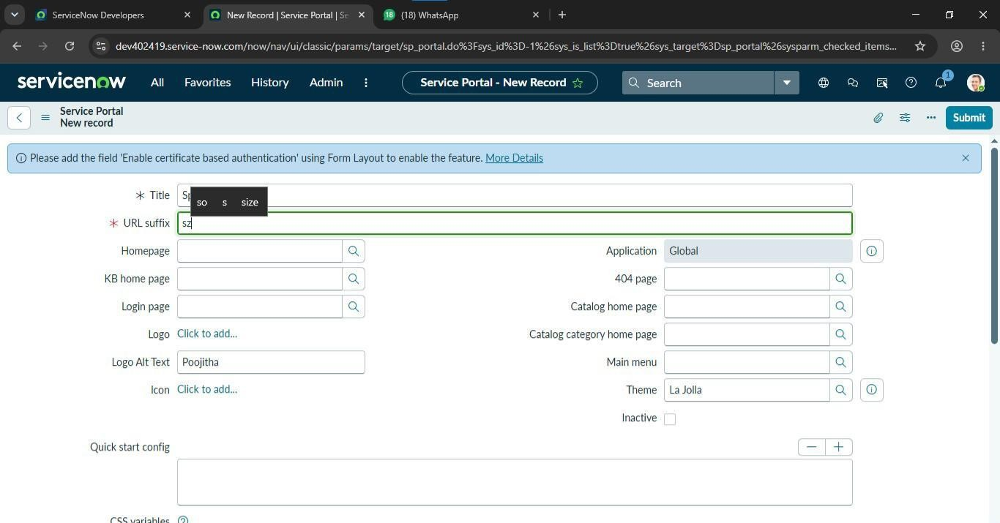 ServiceNow Developers
New Record | Service Portal | Se
18 (18) WhatsApp
dev402419.service-now.com/now/nav/ui/classic/params/target/sp_portal.do%3Fsys_id%3D-1%26sys_is_list%3Dtrue%26sys_target%3Dsp_portal%26sysparm_checked_items...
servicenow All Favorites History Admin Service Portal - New Record Search 1
Service Portal
New record
Submit
Please add the field 'Enable certificate based authentication' using Form Layout to enable the feature. More Details
Title
so s size
URL suffix sz
Homepage Application Global
KB home page 404 page
Login page Catalog home page
Logo Click to add... Catalog category home page
Logo Alt Text Poojitha Main menu
Icon Click to add... Theme La Jolla
Inactive
Quick start config
CSS variables